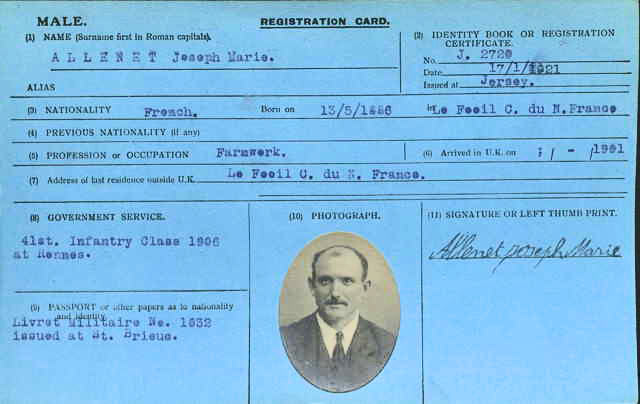 MALE.
REGISTRATION CARD.
(1) NAME (Surname first in Roman capitals).
A L L E N E T Joseph Marie.
ALIAS
(2) IDENTITY BOOK OR REGISTRATION CERTIFICATE.
No. J. 2729
Date 17/1/1921
Issued at Jersey.
(3) NATIONALITY French. Born on 13/5/1886 in Le Foeil C. du N. France
(4) PREVIOUS NATIONALITY (if any)
(5) PROFESSION or OCCUPATION Farmwork.
(6) Arrived in U.K. on / - / 1901
(7) Address of last residence outside U.K. Le Foeil C. du N. France.
(8) GOVERNMENT SERVICE.
41st. Infantry Class 1906
at Rennes.
(9) PASSPORT or other papers as to nationality and identity.
Livret Militaire No. 1632
issued at St. Brieuc.
(10) PHOTOGRAPH.
(11) SIGNATURE OR LEFT THUMB PRINT.
Allenet joseph Marie